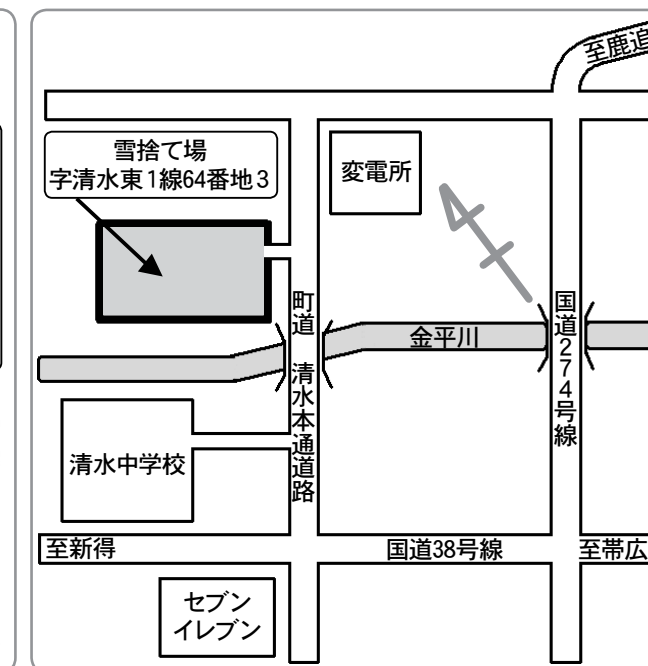 至鹿追
雪捨て場
字清水東1線64番地3
変電所
町道 清水本通道路
国道274号線
金平川
清水中学校
至新得
国道38号線
至帯広
セブン
イレブン